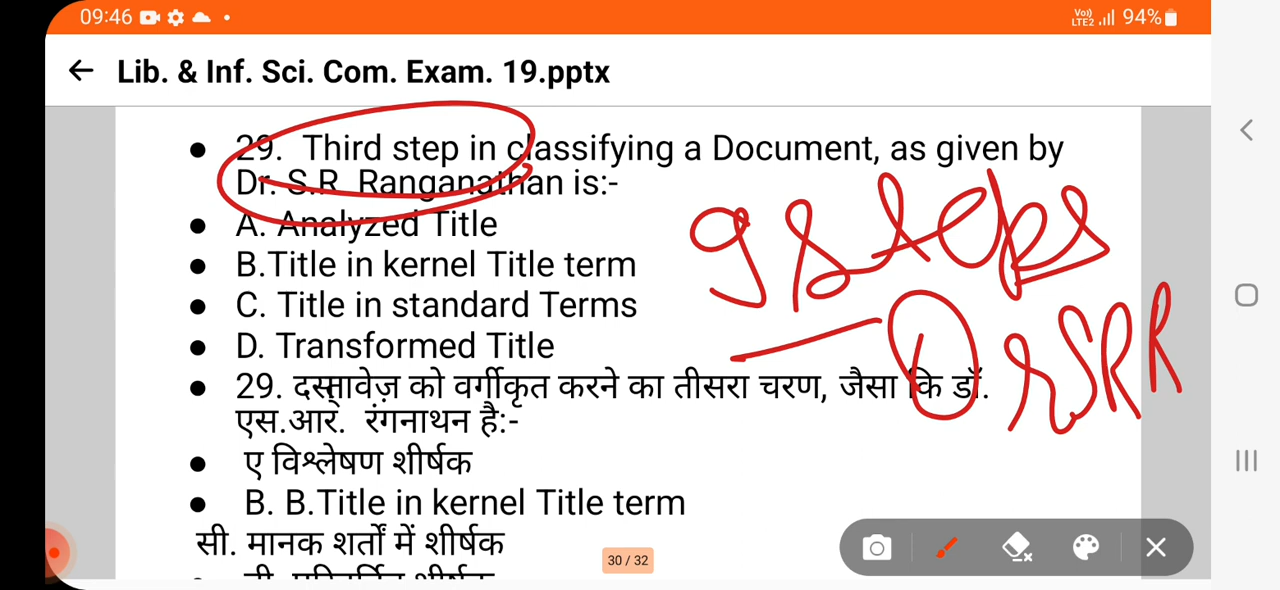 09:46 Vo)) LTE2 94%
Lib. & Inf. Sci. Com. Exam. 19.pptx
• 29. Third step in classifying a Document, as given by
Dr. S.R. Ranganathan is:-
• A. Analyzed Title
• B.Title in kernel Title term
• C. Title in standard Terms
• D. Transformed Title
9 Steps
Dr SRR
• 29. दस्तावेज़ को वर्गीकृत करने का तीसरा चरण, जैसा कि डॉ.
एस.आर. रंगनाथन है:-
• ए विश्लेषण शीर्षक
• B. B.Title in kernel Title term
सी. मानक शर्तों में शीर्षक
30 / 32